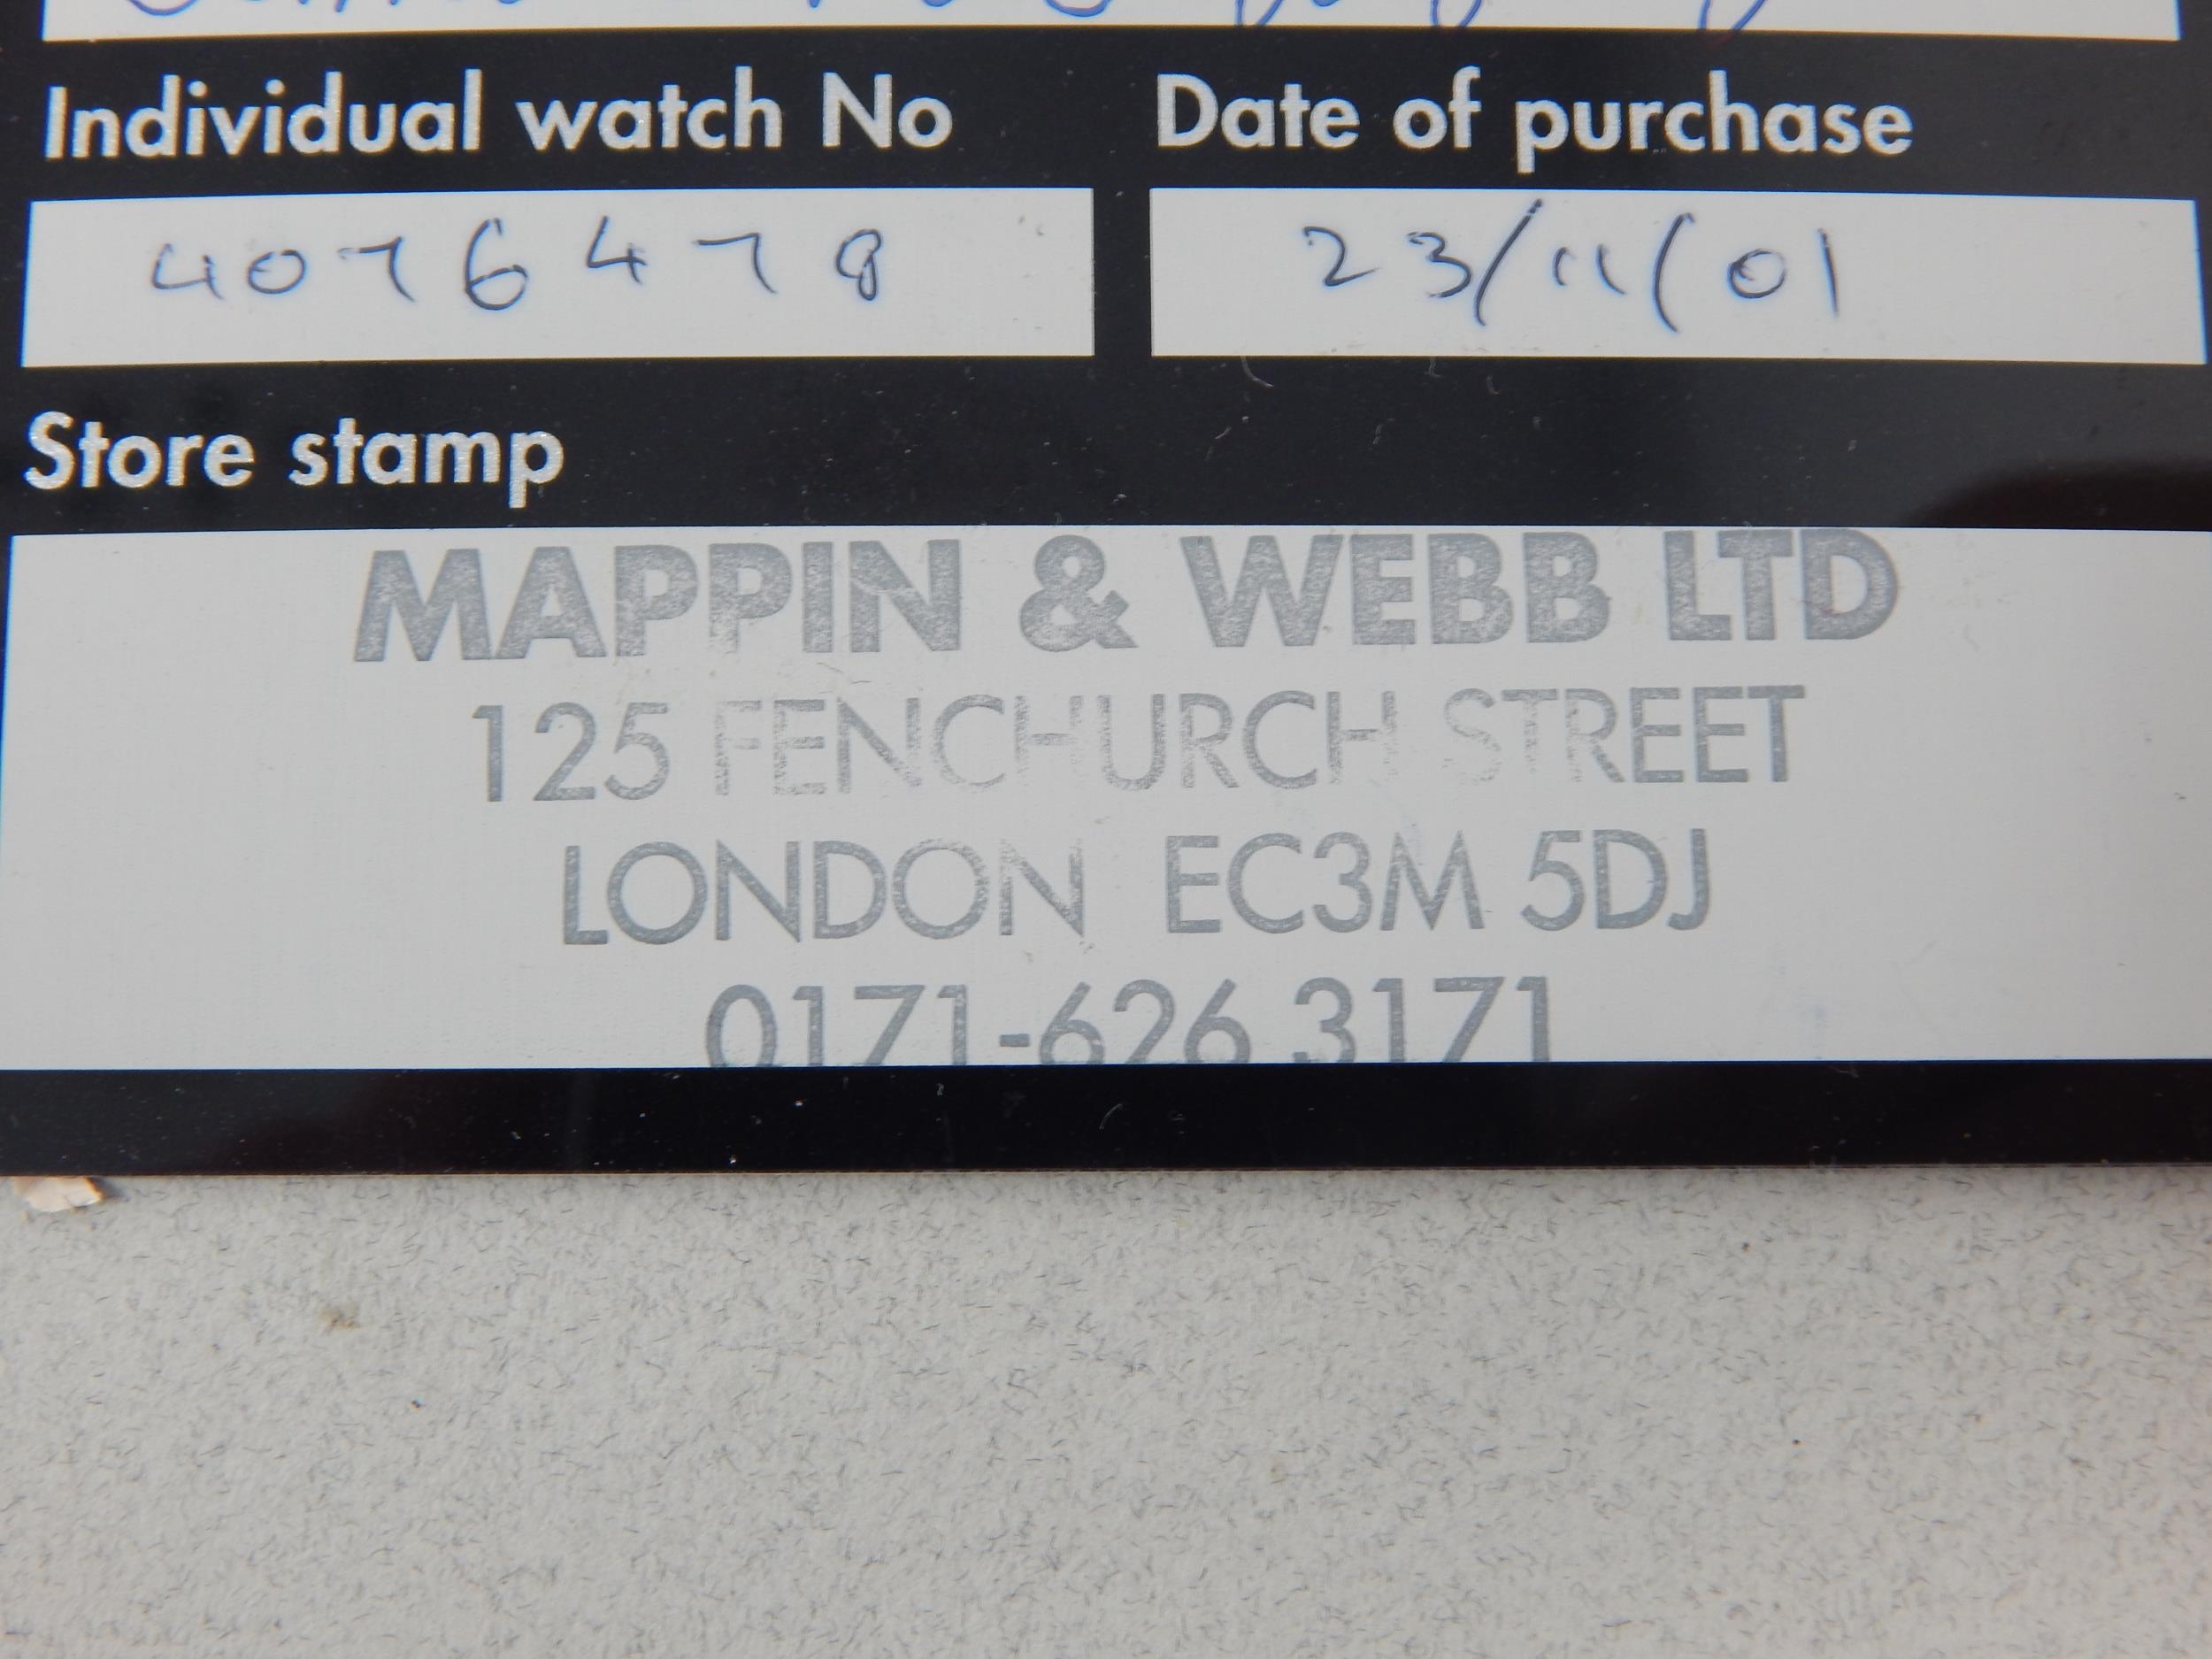 Individual watch No Date of purchase
4076478 23/11/01
Store stamp
MAPPIN & WEBB LTD
125 FENCHURCH STREET
LONDON EC3M 5DJ
0171-626 3171